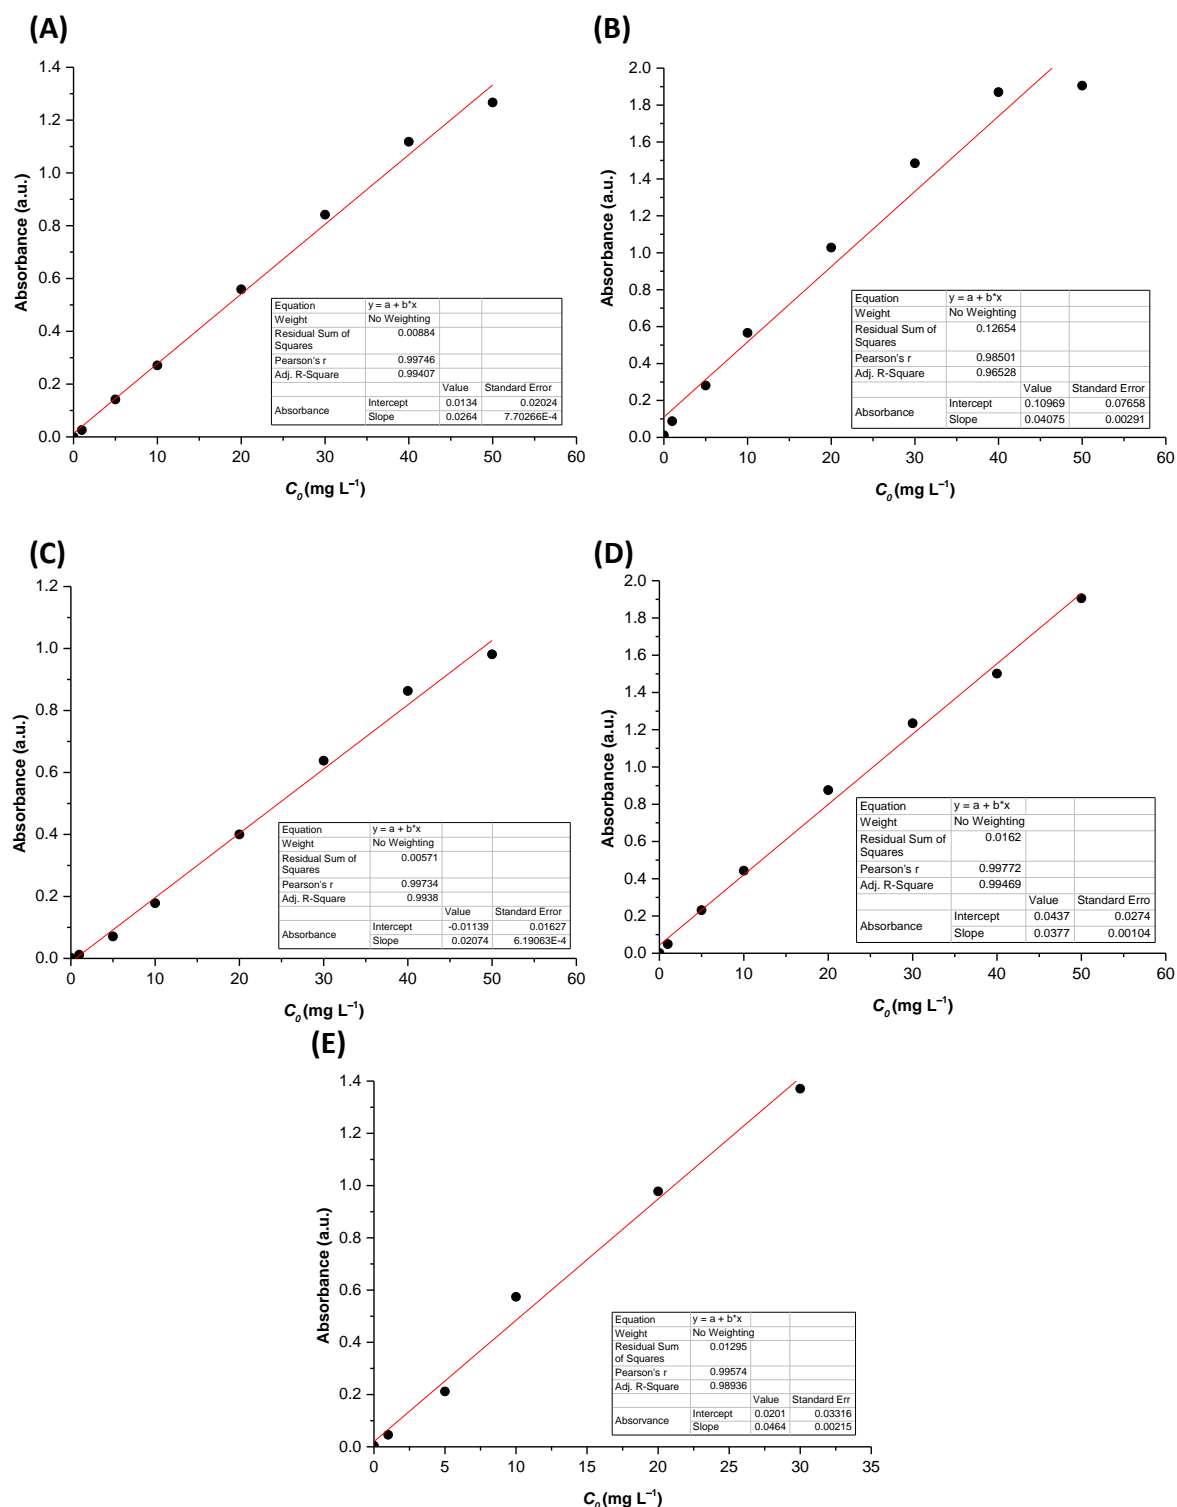 (A)
1.4
1.2
1.0
0.8
0.6
0.4
0.2
0.0
Absorbance (a.u.)
0 10 20 30 40 50 60
C0 (mg L−1)
Equation y = a + b*x
Weight No Weighting
Residual Sum of Squares 0.00884
Pearson's r 0.99746
Adj. R-Square 0.99407
Value Standard Error
Absorbance Intercept 0.0134 0.02024
Slope 0.0264 7.70266E-4
(B)
2.0
1.8
1.6
1.4
1.2
1.0
0.8
0.6
0.4
0.2
0.0
Absorbance (a.u.)
0 10 20 30 40 50 60
C0 (mg L−1)
Equation y = a + b*x
Weight No Weighting
Residual Sum of Squares 0.12654
Pearson's r 0.98501
Adj. R-Square 0.96528
Value Standard Error
Absorbance Intercept 0.10969 0.07658
Slope 0.04075 0.00291
(C)
1.2
1.0
0.8
0.6
0.4
0.2
0.0
Absorbance (a.u.)
0 10 20 30 40 50 60
C0 (mg L−1)
Equation y = a + b*x
Weight No Weighting
Residual Sum of Squares 0.00571
Pearson's r 0.99734
Adj. R-Square 0.9938
Value Standard Error
Absorbance Intercept -0.01139 0.01627
Slope 0.02074 6.19063E-4
(D)
2.0
1.8
1.6
1.4
1.2
1.0
0.8
0.6
0.4
0.2
0.0
Absorbance (a.u.)
0 10 20 30 40 50 60
C0 (mg L−1)
Equation y = a + b*x
Weight No Weighting
Residual Sum of Squares 0.0162
Pearson's r 0.99772
Adj. R-Square 0.99469
Value Standard Error
Absorbance Intercept 0.0437 0.0274
Slope 0.0377 0.00104
(E)
1.4
1.2
1.0
0.8
0.6
0.4
0.2
0.0
Absorbance (a.u.)
0 5 10 15 20 25 30 35
C0 (mg L−1)
Equation y = a + b*x
Weight No Weighting
Residual Sum of Squares 0.01295
Pearson's r 0.99574
Adj. R-Square 0.98936
Value Standard Err
Absorvance Intercept 0.0201 0.03316
Slope 0.0464 0.00215